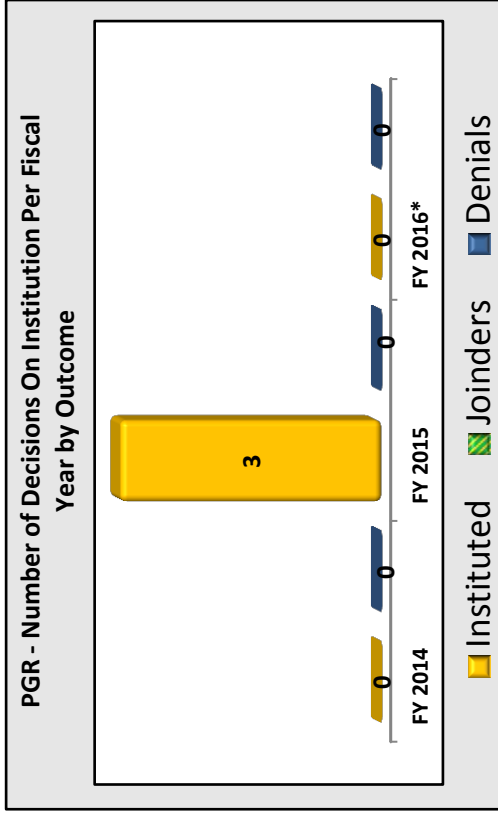 PGR - Number of Decisions On Institution Per Fiscal
Year by Outcome
3
0
0
0
0
0
FY 2014
FY 2015
FY 2016*
Instituted
Joinders
Denials